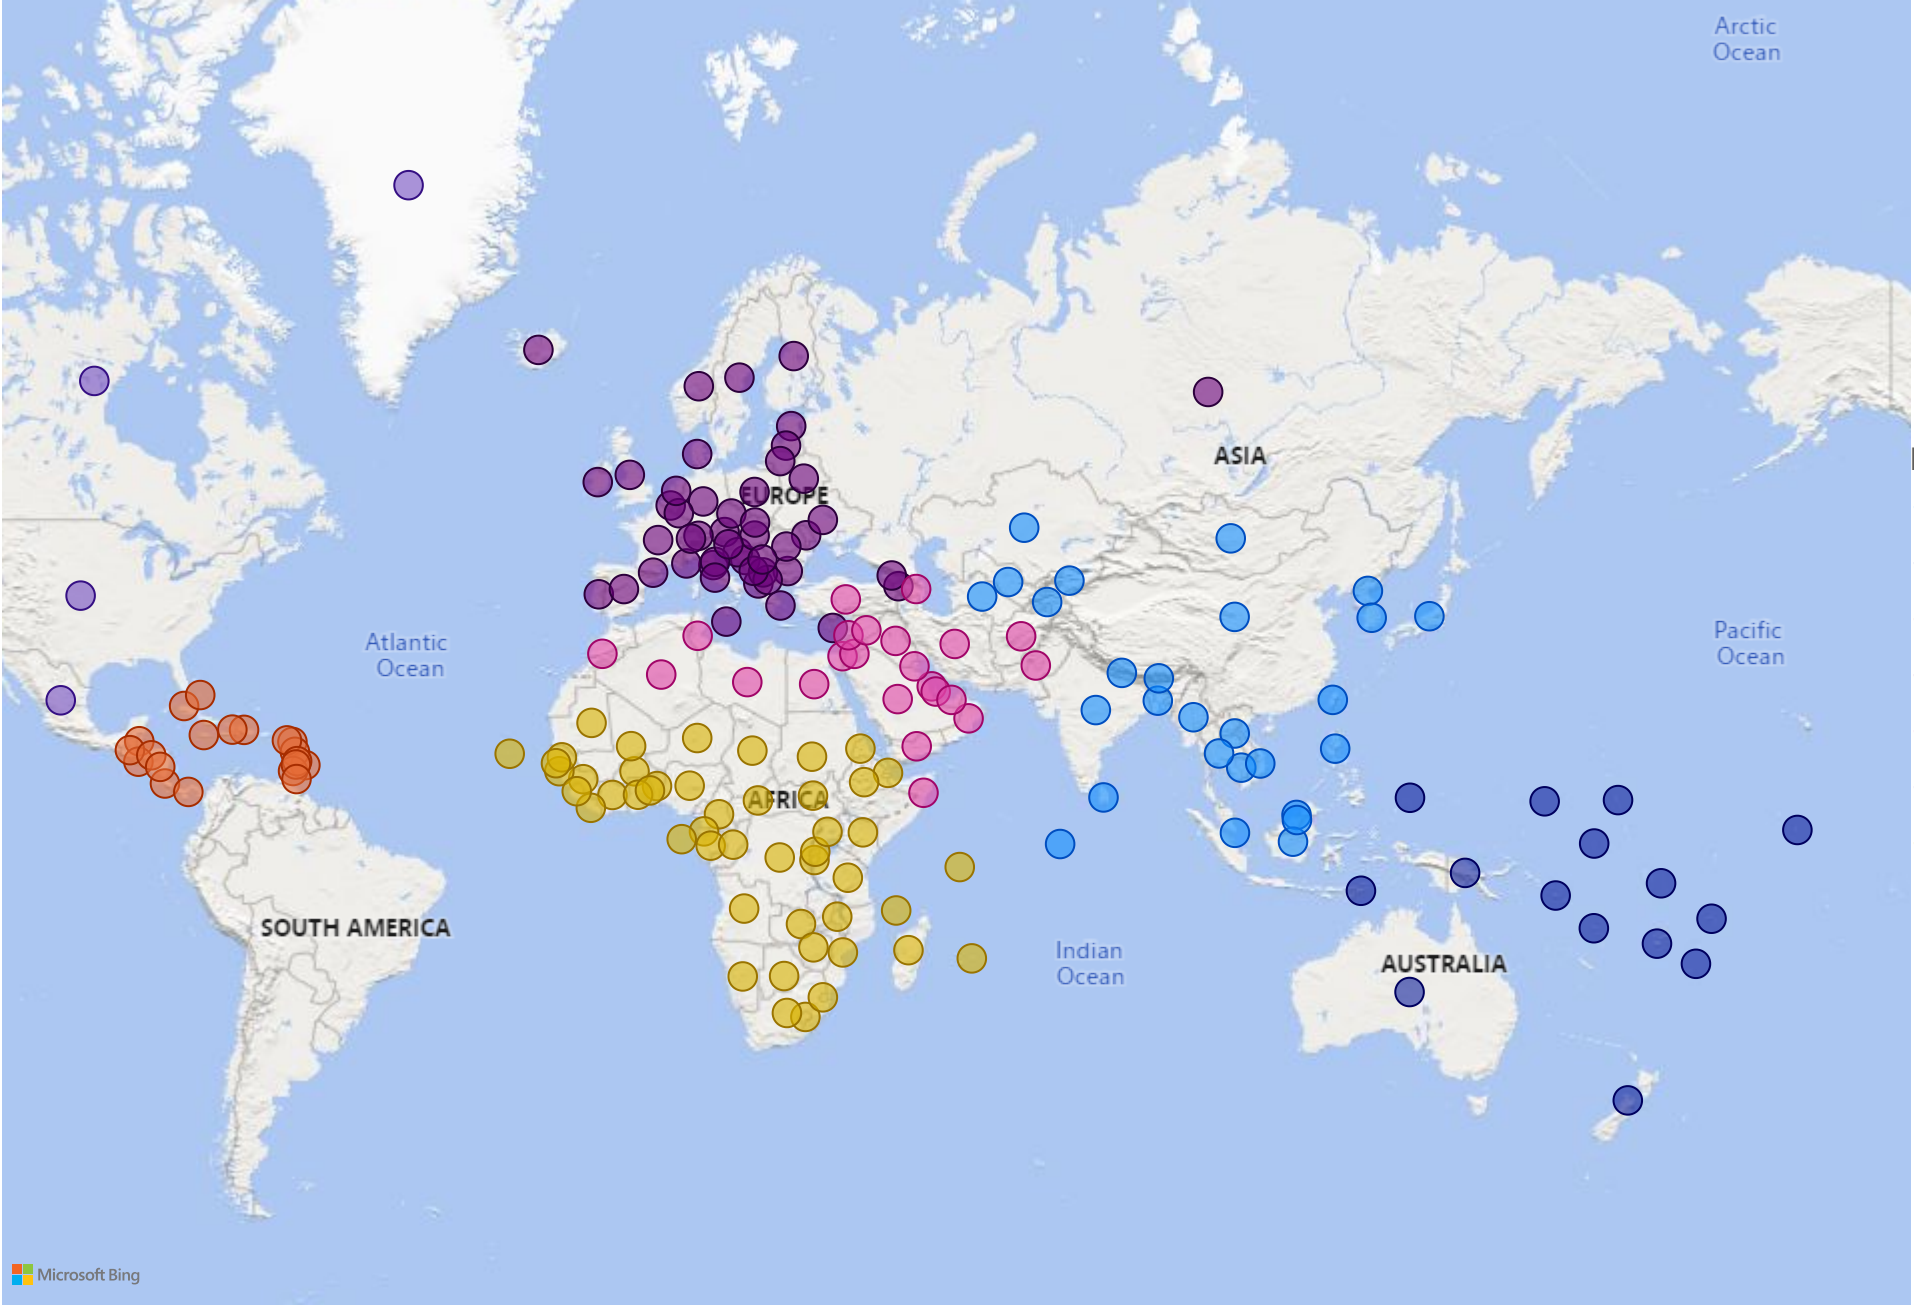 Arctic
Ocean
ASIA
EUROPE
Atlantic
Ocean
Pacific
Ocean
AFRICA
SOUTH AMERICA
Indian
Ocean
AUSTRALIA
Microsoft Bing